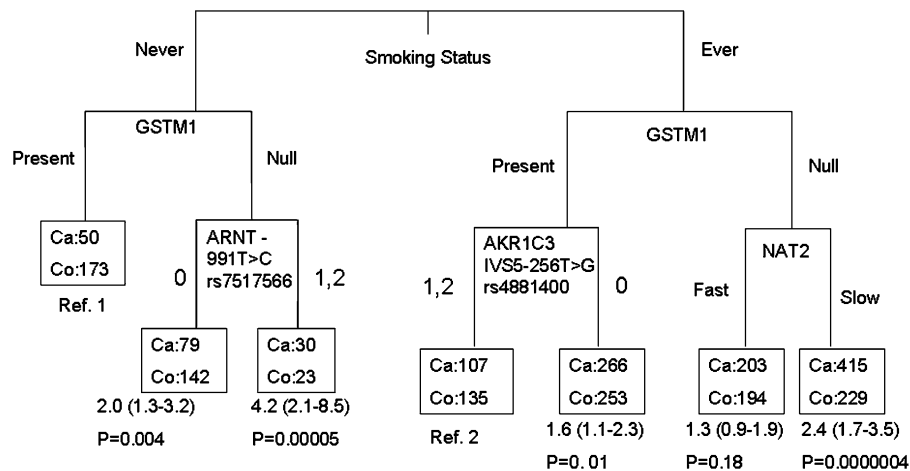 Never
Smoking Status
Ever
GSTM1
GSTM1
Present
Null
Present
Null
Ca:50
Co:173
Ref. 1
0
ARNT -
991T>C
rs7517566
1,2
1,2
AKR1C3
IVS5-256T>G
rs4881400
0
NAT2
Fast
Slow
Ca:79
Co:142
2.0 (1.3-3.2)
P=0.004
Ca:30
Co:23
4.2 (2.1-8.5)
P=0.00005
Ca:107
Co:135
Ref. 2
Ca:266
Co:253
1.6 (1.1-2.3)
P=0. 01
Ca:203
Co:194
1.3 (0.9-1.9)
P=0.18
Ca:415
Co:229
2.4 (1.7-3.5)
P=0.0000004